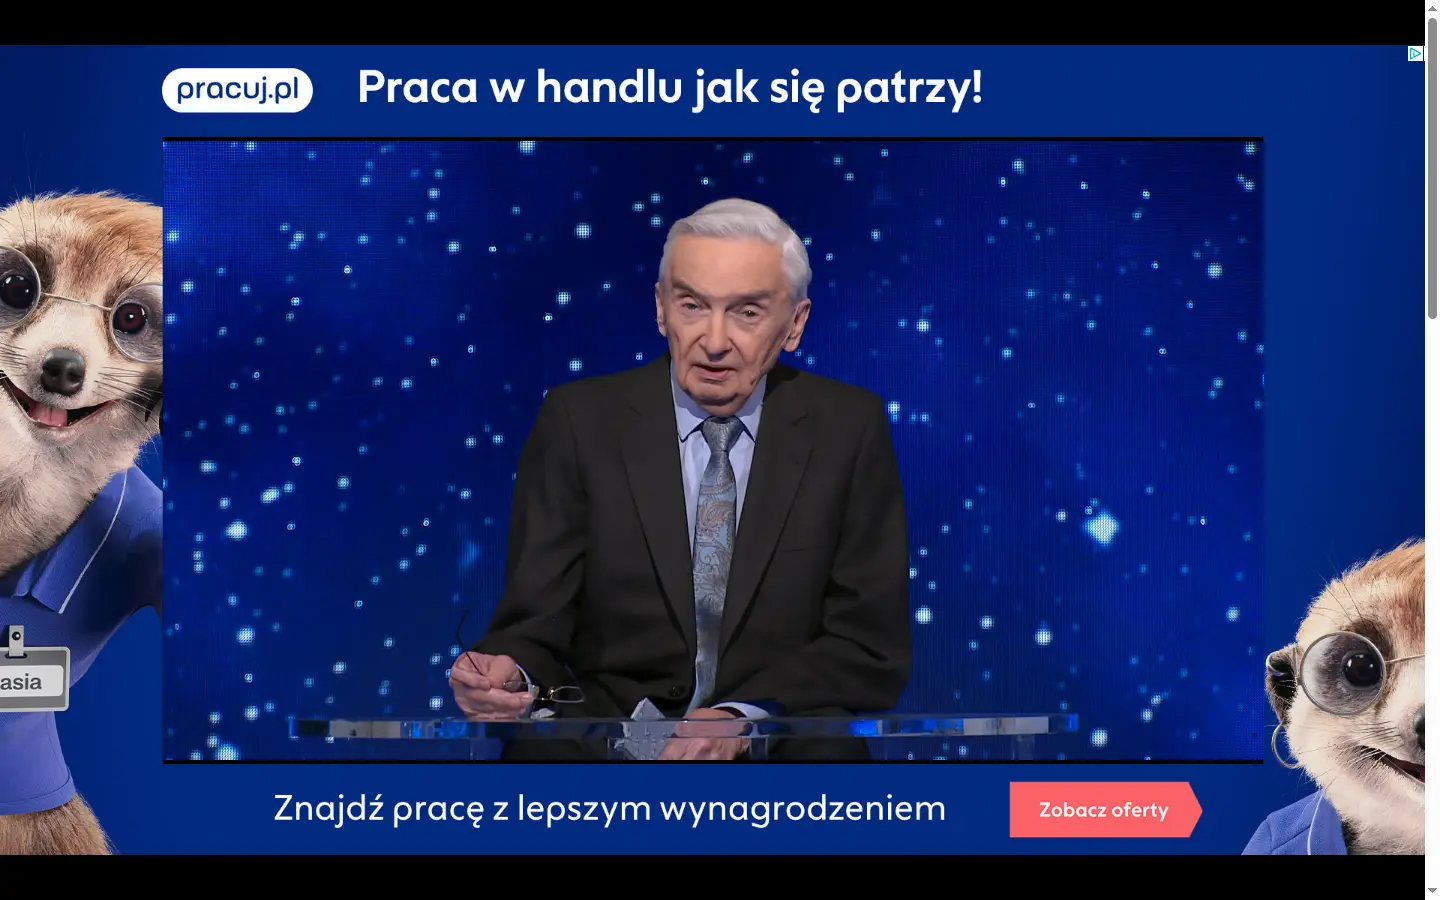 pracuj.pl
Praca w handlu jak się patrzy!
asia
Znajdź pracę z lepszym wynagrodzeniem
Zobacz oferty